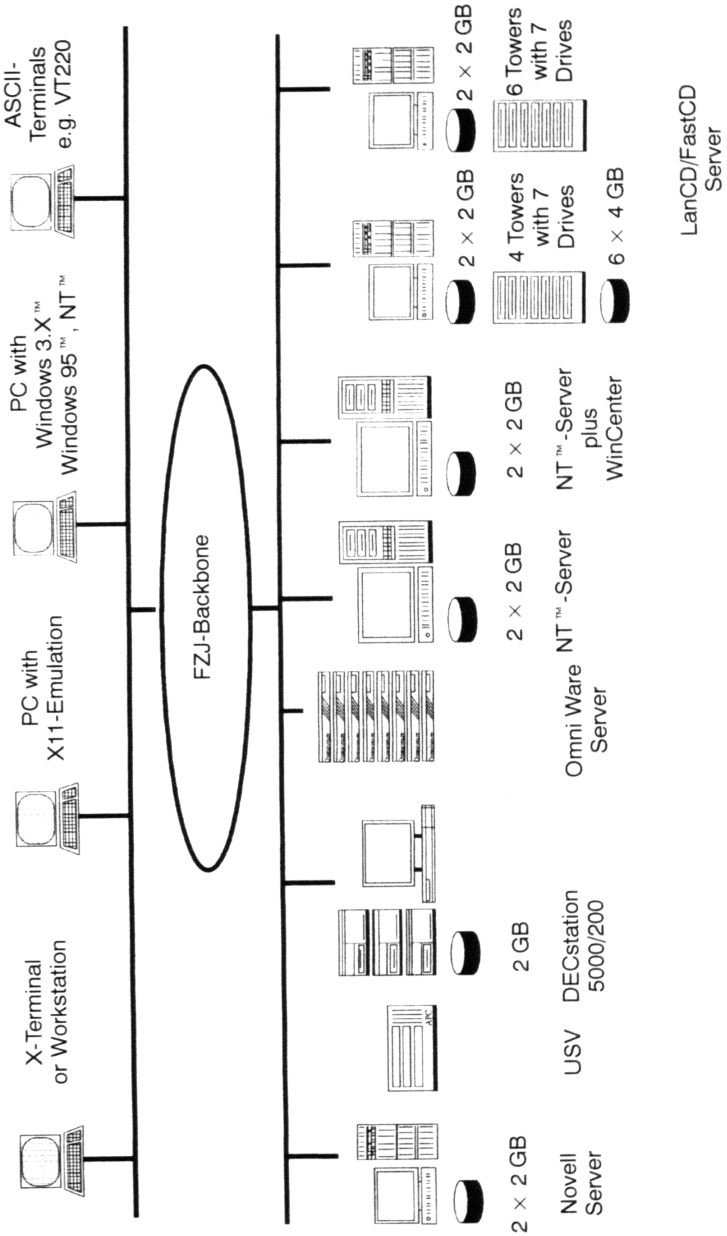 X-Terminal
or Workstation
PC with
X11-Emulation
PC with
Windows 3.X™
Windows 95™, NT™
ASCII-
Terminals
e.g. VT220
FZJ-Backbone
APC
2 × 2 GB
2 GB
2 × 2 GB
2 × 2 GB
2 × 2 GB
4 Towers
with 7
Drives
6 × 4 GB
2 × 2 GB
6 Towers
with 7
Drives
Novell
Server
USV
DECstation
5000/200
Omni Ware
Server
NT™-Server
NT™-Server
plus
WinCenter
LanCD/FastCD
Server